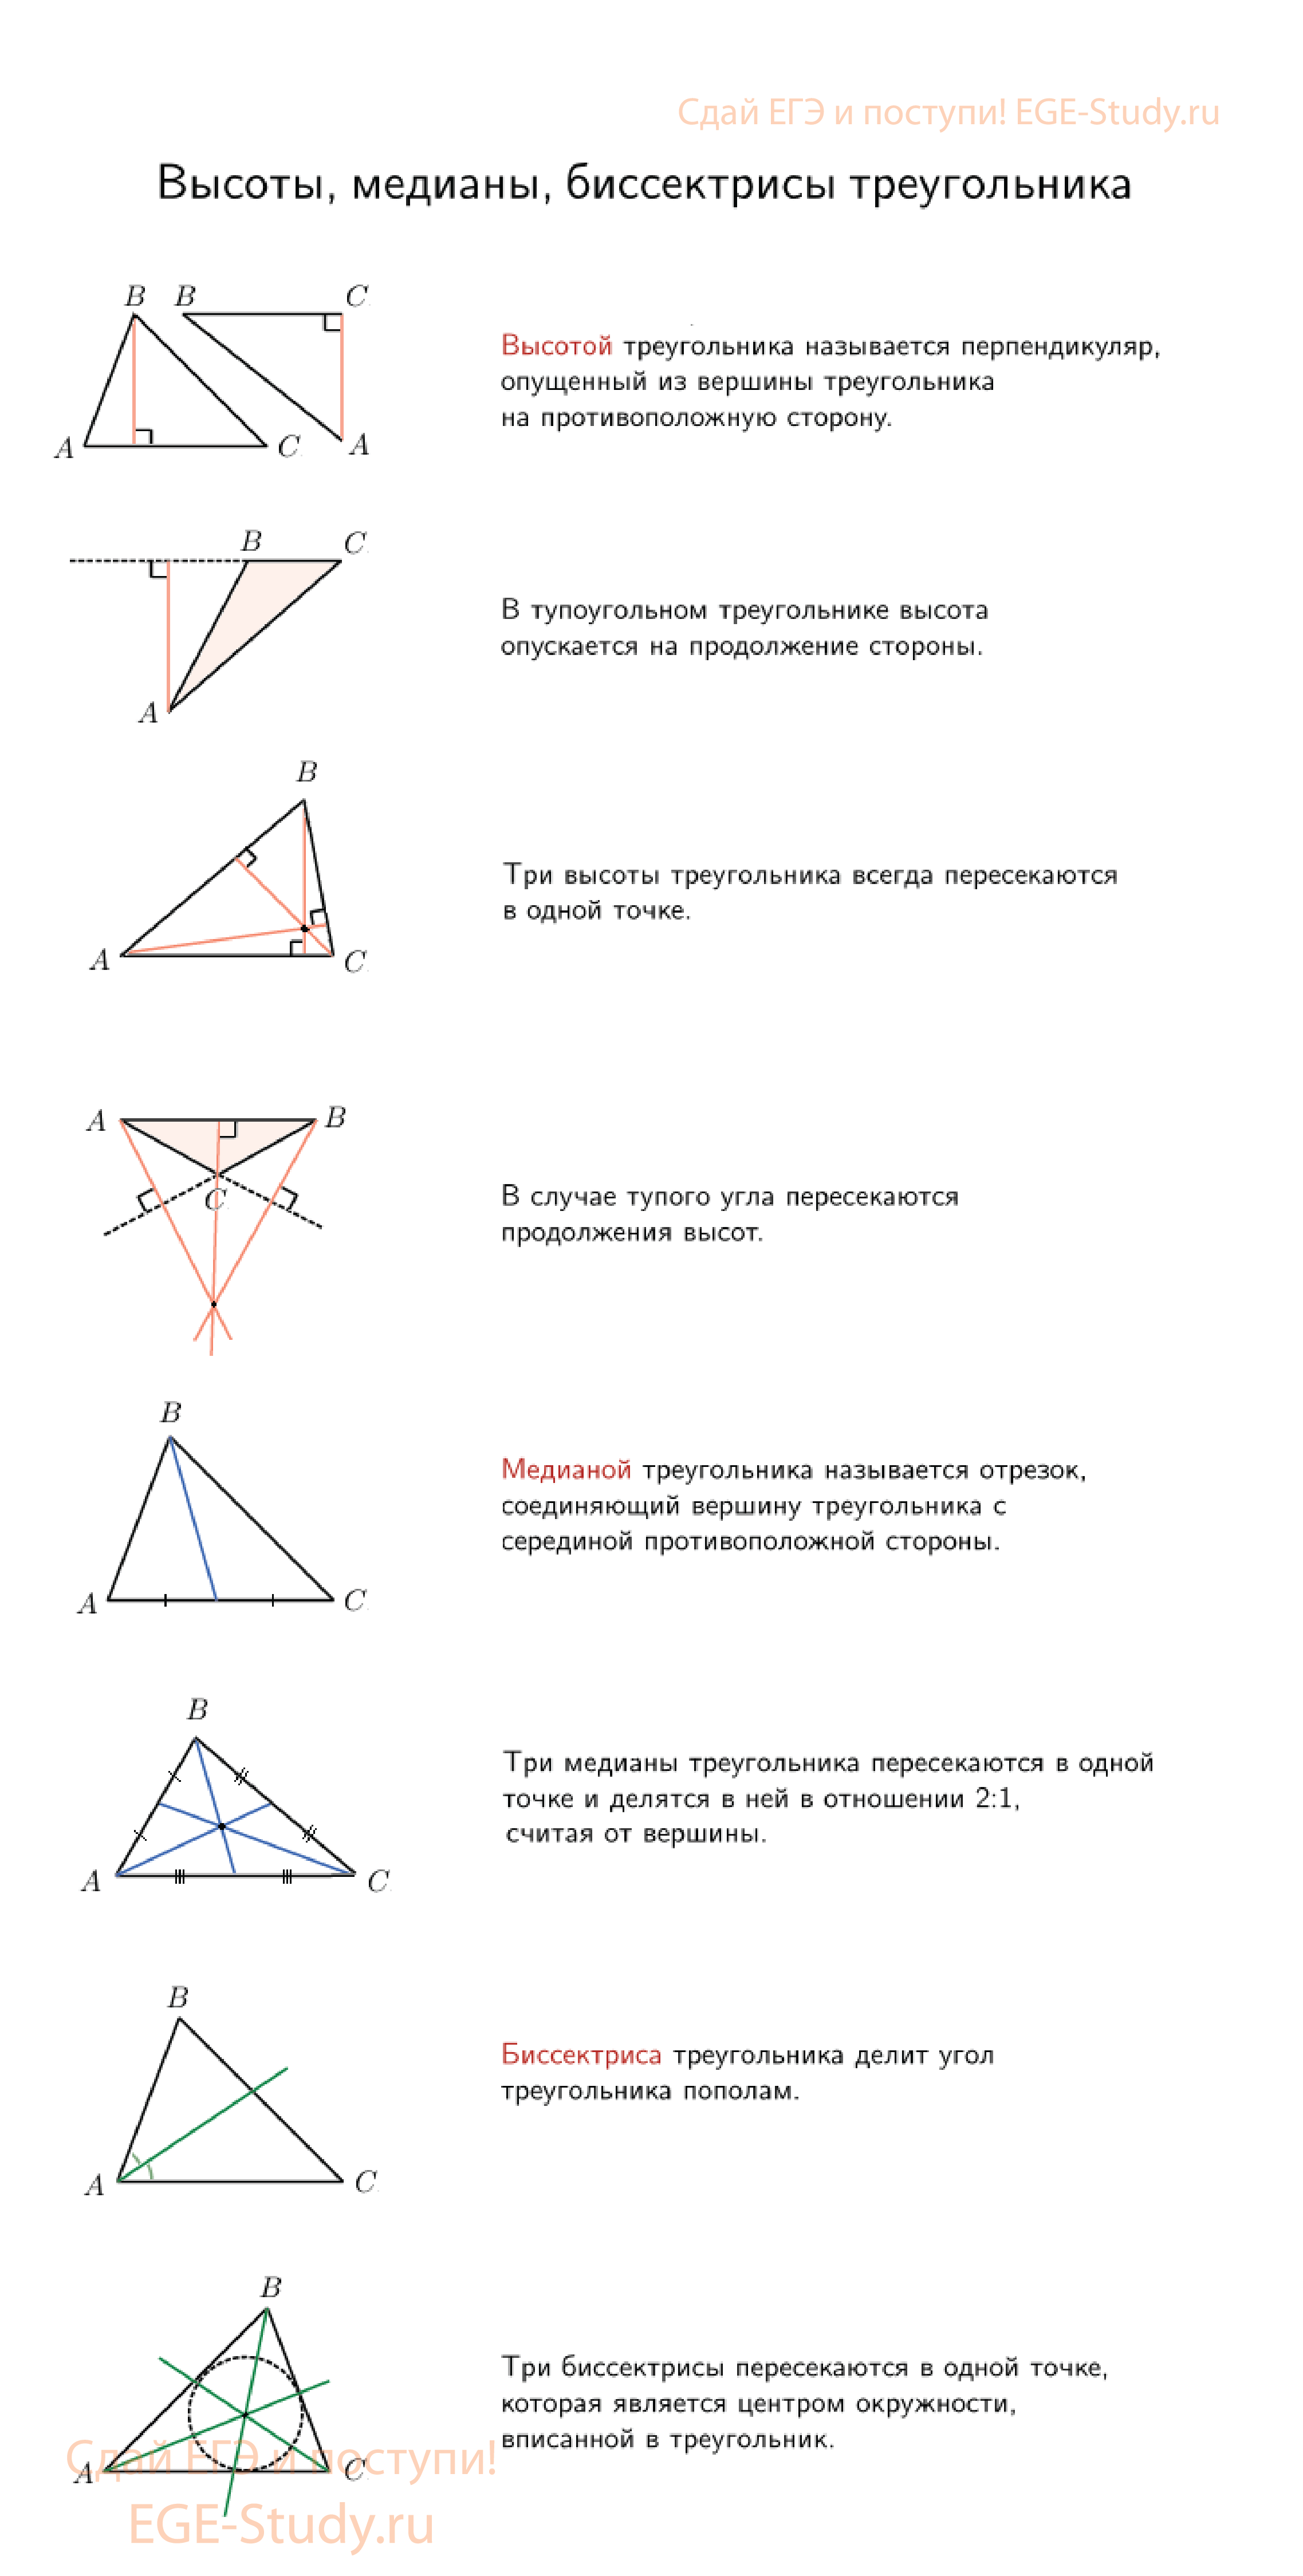 Сдай ЕГЭ и поступи! EGE-Study.ru
Высоты, медианы, биссектрисы треугольника
B B C
A C A
Высотой треугольника называется перпендикуляр,
опущенный из вершины треугольника
на противоположную сторону.
B C
A
В тупоугольном треугольнике высота
опускается на продолжение стороны.
B
A C
Три высоты треугольника всегда пересекаются
в одной точке.
A B
C
В случае тупого угла пересекаются
продолжения высот.
B
A C
Медианой треугольника называется отрезок,
соединяющий вершину треугольника с
серединой противоположной стороны.
B
A C
Три медианы треугольника пересекаются в одной
точке и делятся в ней в отношении 2:1,
считая от вершины.
B
A C
Биссектриса треугольника делит угол
треугольника пополам.
B
A C
Три биссектрисы пересекаются в одной точке,
которая является центром окружности,
вписанной в треугольник.
Сдай ЕГЭ и поступи!
EGE-Study.ru